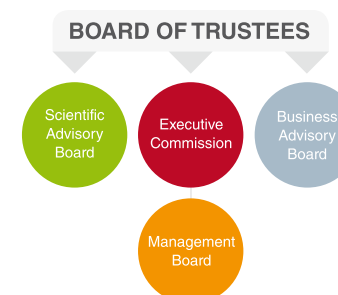 BOARD OF TRUSTEES
Scientific
Advisory
Board
Executive
Commission
Business
Advisory
Board
Management
Board